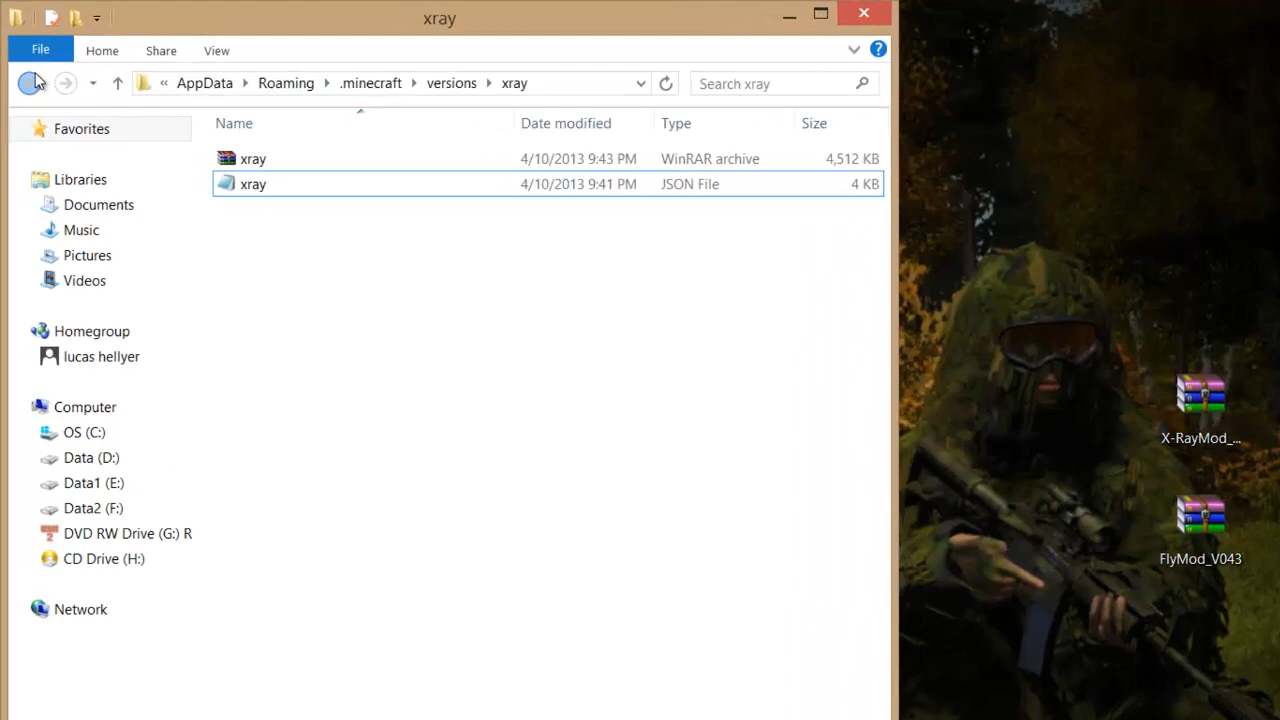 xray
File Home Share View
« AppData Roaming .minecraft versions xray Search xray
Name Date modified Type Size
xray 4/10/2013 9:43 PM WinRAR archive 4,512 KB
xray 4/10/2013 9:41 PM JSON File 4 KB
Favorites
Libraries
Documents
Music
Pictures
Videos
Homegroup
lucas hellyer
Computer
OS (C:)
Data (D:)
Data1 (E:)
Data2 (F:)
DVD RW Drive (G:) R
CD Drive (H:)
Network
X-RayMod_...
FlyMod_V043